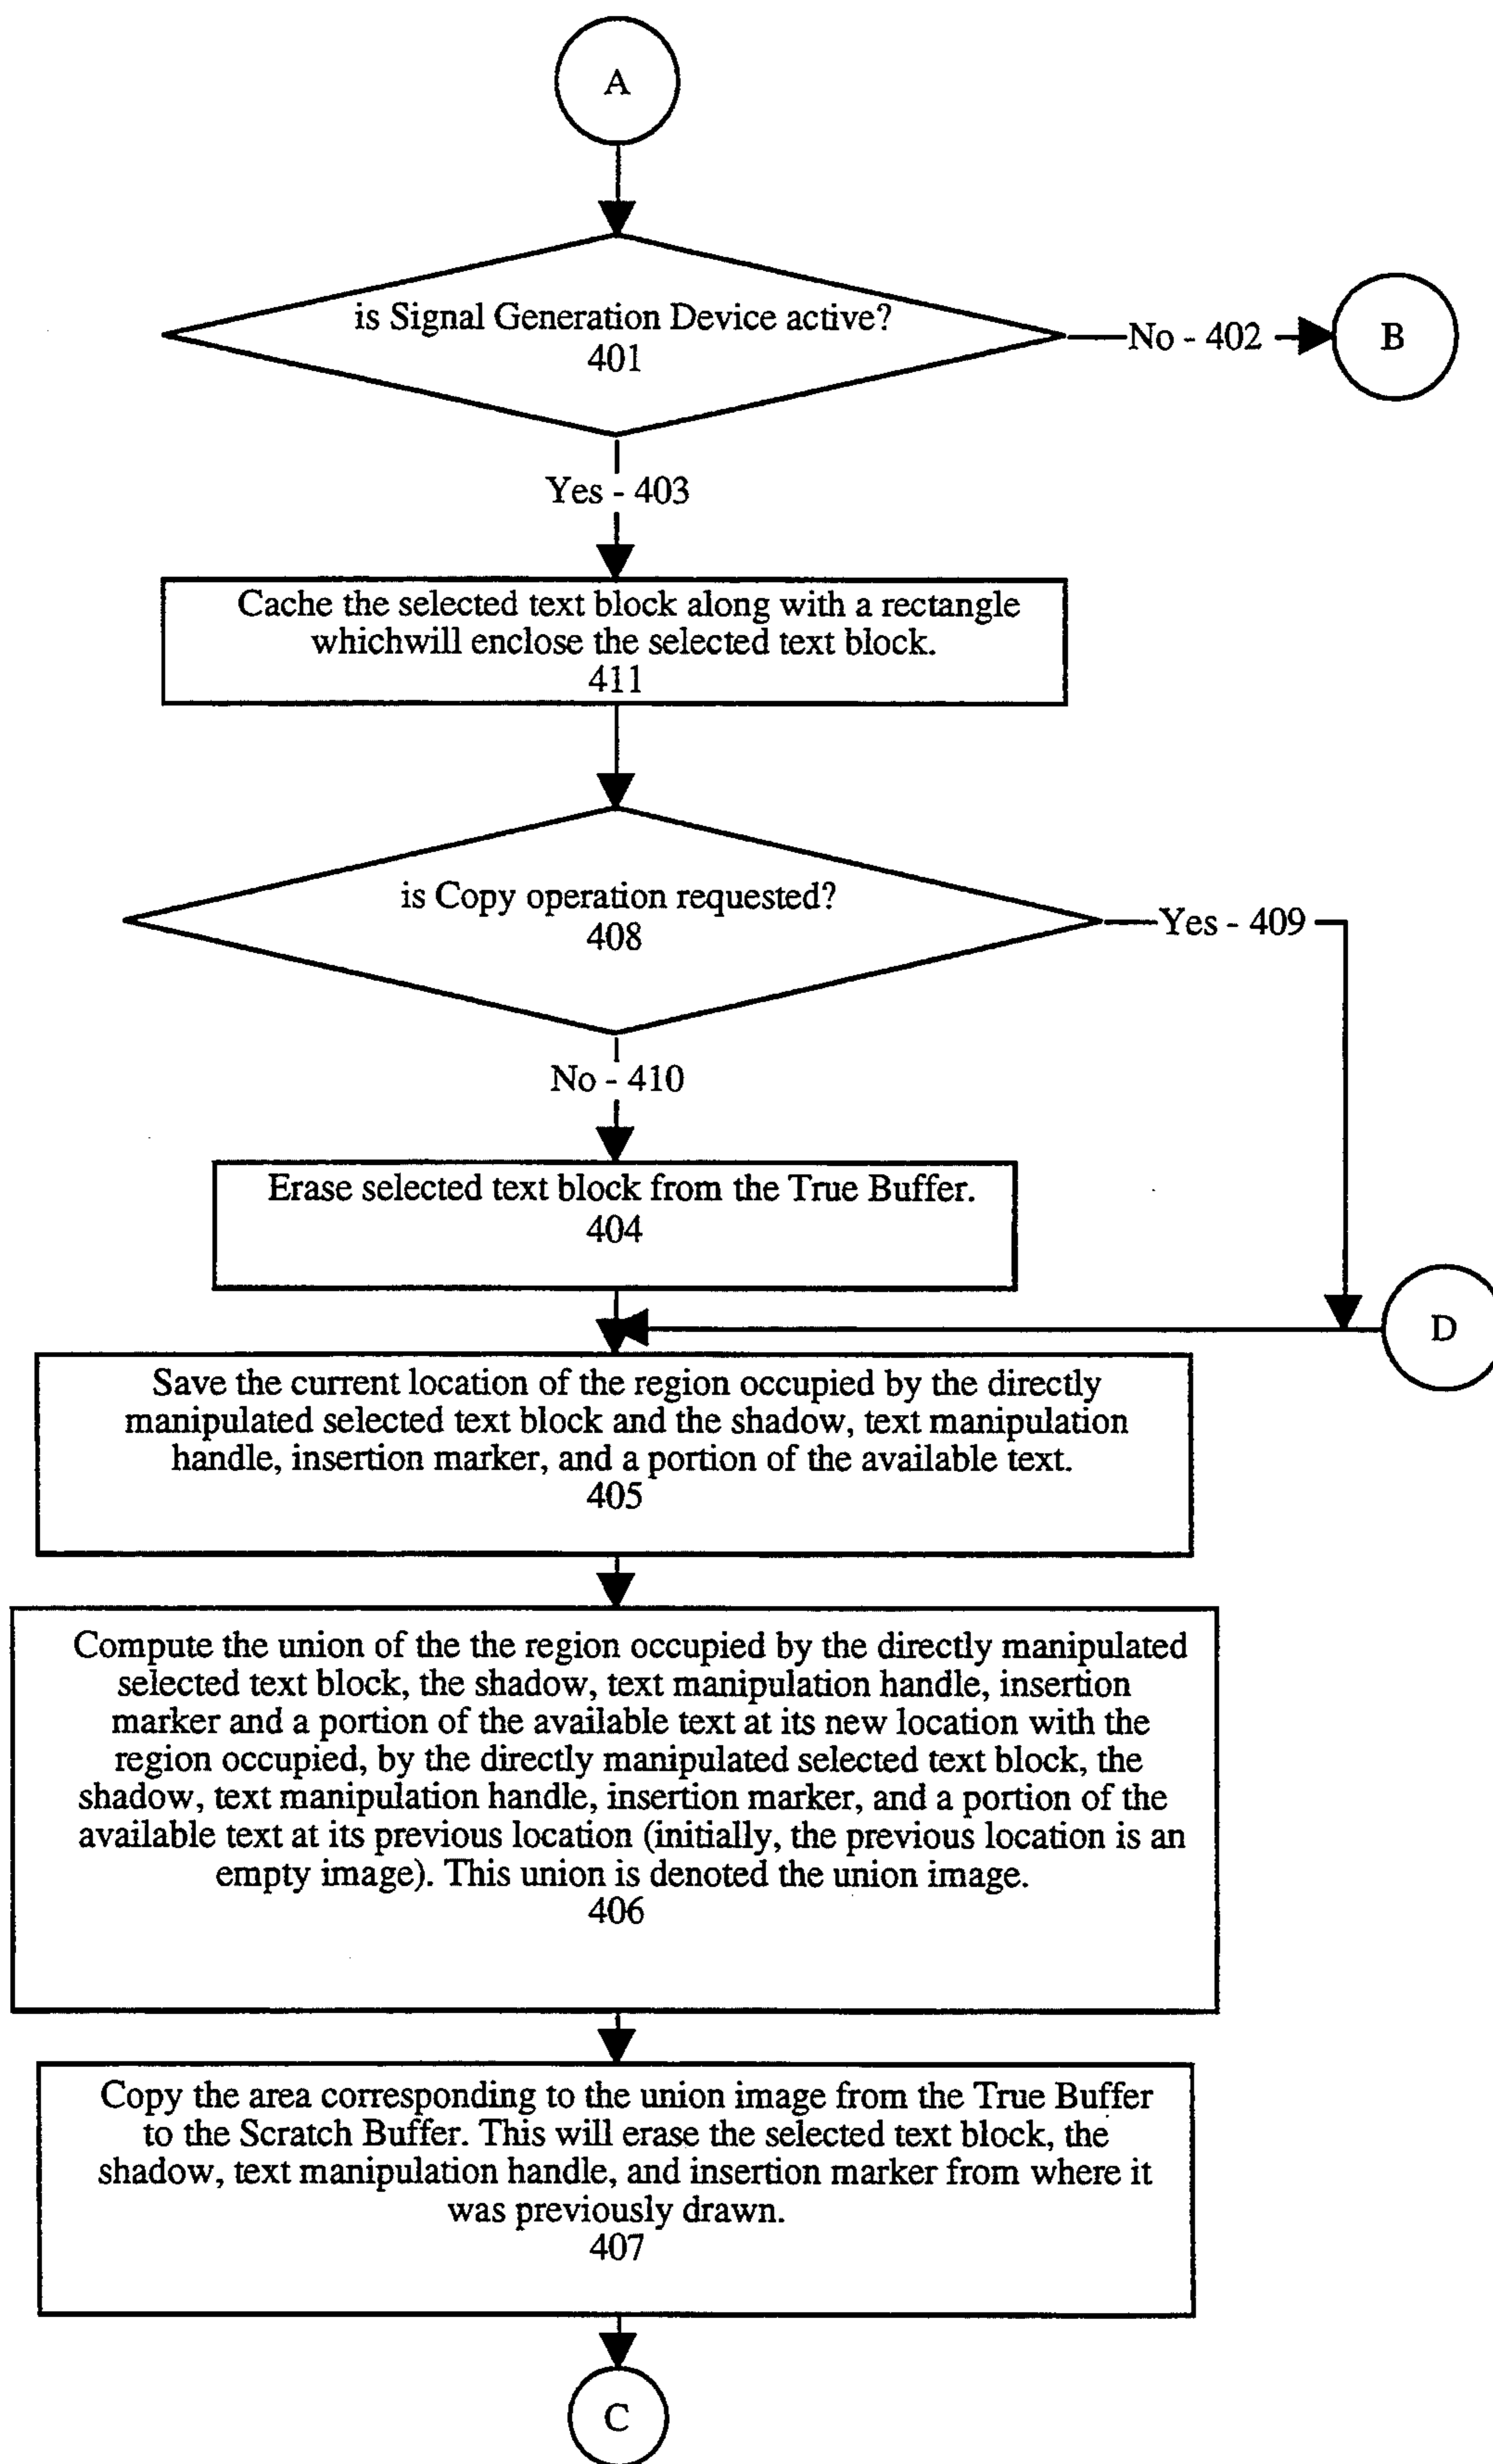 A
is Signal Generation Device active?
401
No - 402
B
Yes - 403
Cache the selected text block along with a rectangle
whichwill enclose the selected text block.
411
is Copy operation requested?
408
Yes - 409
No - 410
Erase selected text block from the True Buffer.
404
D
Save the current location of the region occupied by the directly
manipulated selected text block and the shadow, text manipulation
handle, insertion marker, and a portion of the available text.
405
Compute the union of the the region occupied by the directly manipulated
selected text block, the shadow, text manipulation handle, insertion
marker and a portion of the available text at its new location with the
region occupied, by the directly manipulated selected text block, the
shadow, text manipulation handle, insertion marker, and a portion of the
available text at its previous location (initially, the previous location is an
empty image). This union is denoted the union image.
406
Copy the area corresponding to the union image from the True Buffer
to the Scratch Buffer. This will erase the selected text block, the
shadow, text manipulation handle, and insertion marker from where it
was previously drawn.
407
C